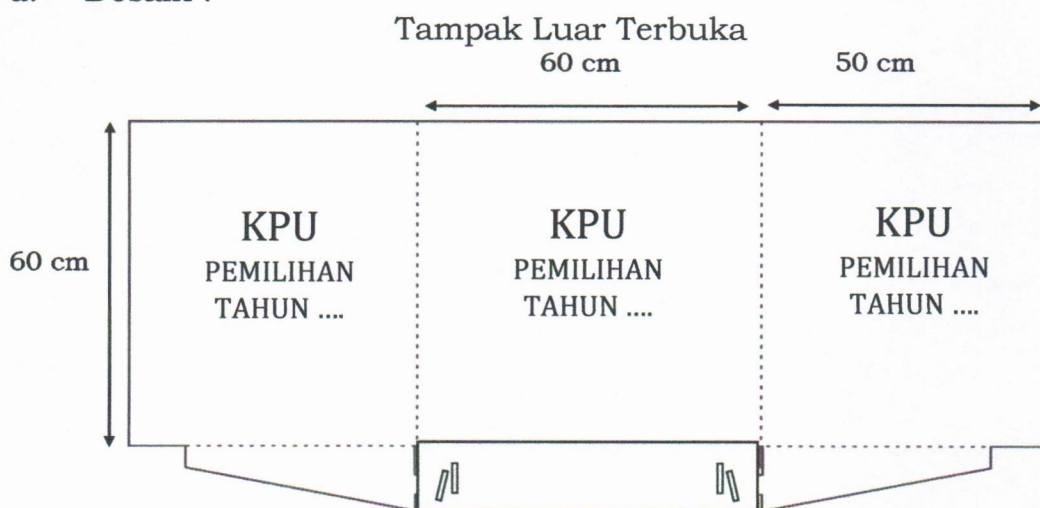 Tampak Luar Terbuka
60 cm
50 cm
60 cm
KPU
PEMILIHAN
TAHUN ....
KPU
PEMILIHAN
TAHUN ....
KPU
PEMILIHAN
TAHUN ....